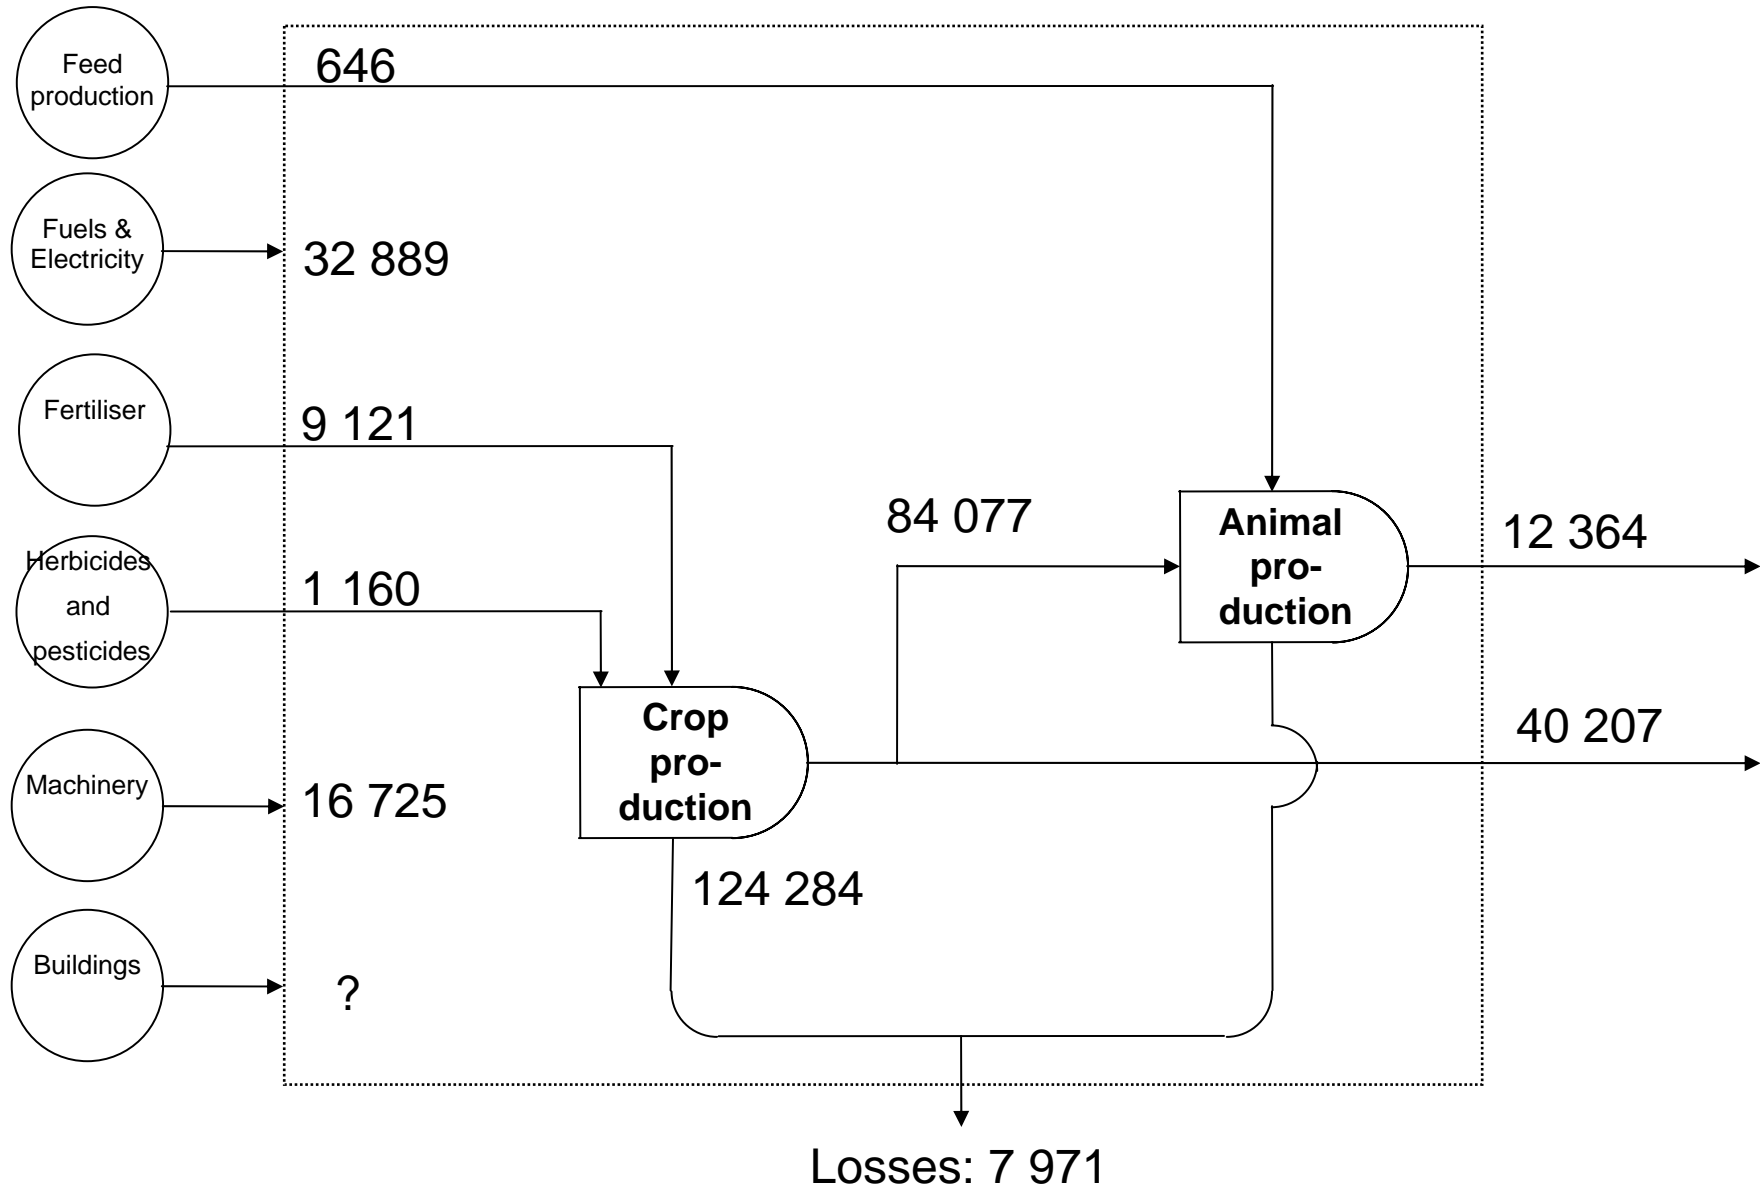 Feed
production
646
Fuels &
Electricity
32 889
Fertiliser
9 121
Herbicides
and
pesticides
1 160
84 077
Animal
pro-
duction
12 364
Crop
pro-
duction
40 207
Machinery
16 725
124 284
Buildings
?
Losses: 7 971